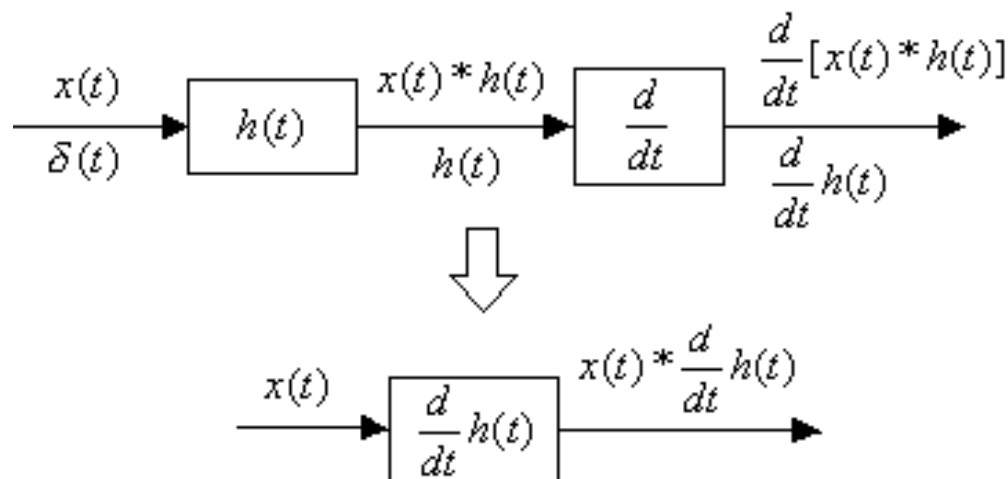 x(t)
δ(t)
h(t)
x(t) * h(t)
h(t)
d/dt
d/dt [x(t) * h(t)]
d/dt h(t)
x(t)
d/dt h(t)
x(t) * d/dt h(t)